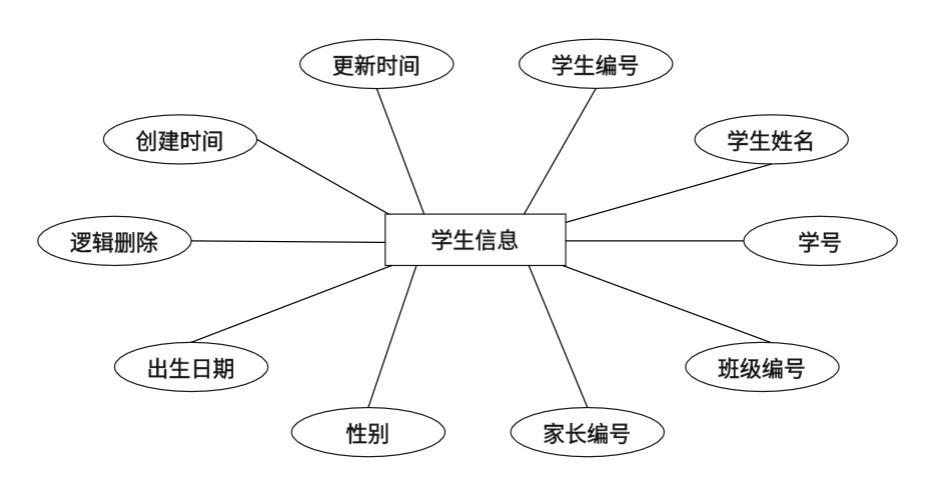 更新时间
学生编号
创建时间
学生姓名
逻辑删除
学生信息
学号
出生日期
班级编号
性别
家长编号